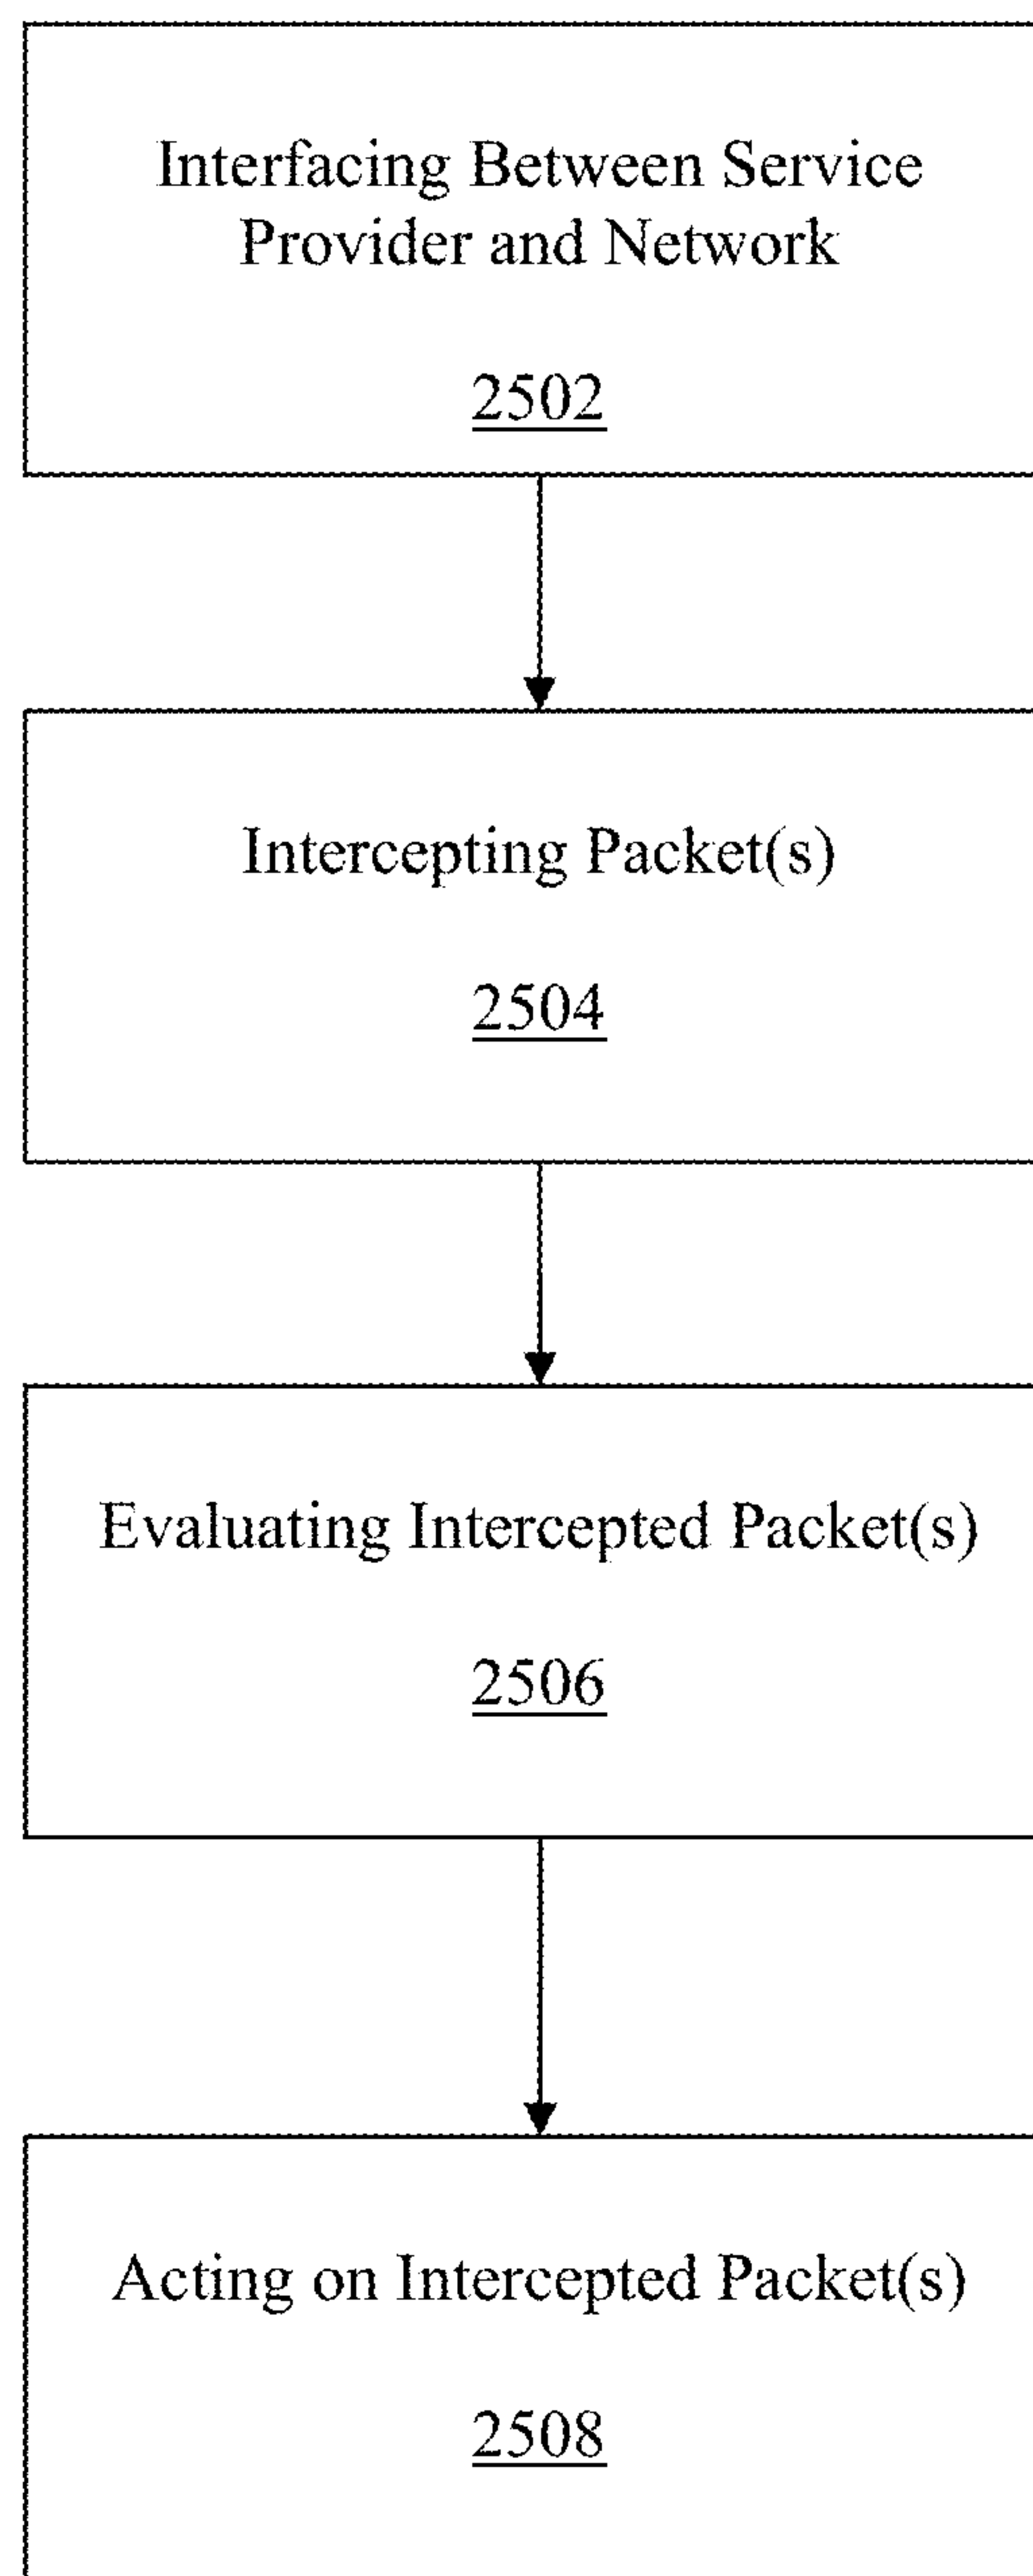 Interfacing Between Service
Provider and Network
2502
Intercepting Packet(s)
2504
Evaluating Intercepted Packet(s)
2506
Acting on Intercepted Packet(s)
2508